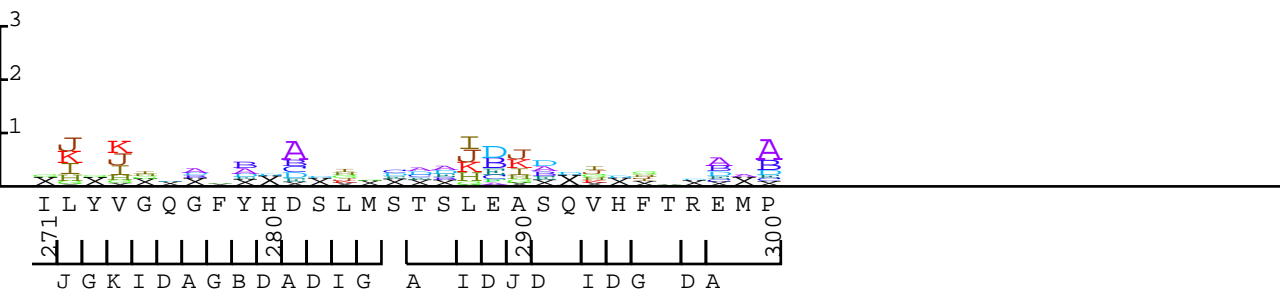 3
2
1
I L Y V G Q G F Y H D S L M S T S L E A S Q V H F T R E M P
271 280 290 300
J G K I D A G B D A D I G A I D J D I D G D A